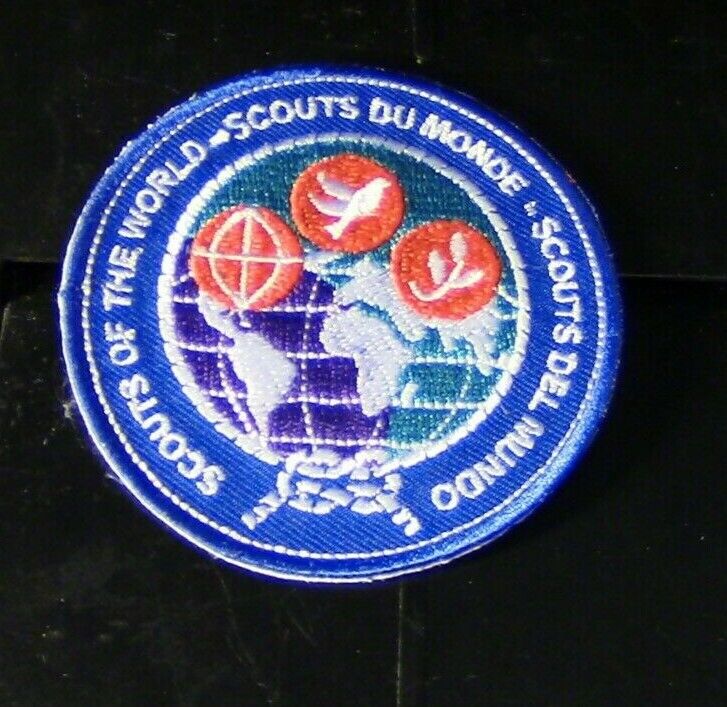 SCOUTS OF THE WORLD - SCOUTS DU MONDE - SCOUTS DEL MUNDO